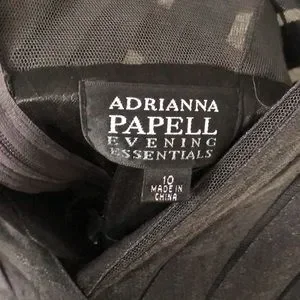 ADRIANNA
PAPELL
EVENING
ESSENTIALS
10
MADE IN
CHINA